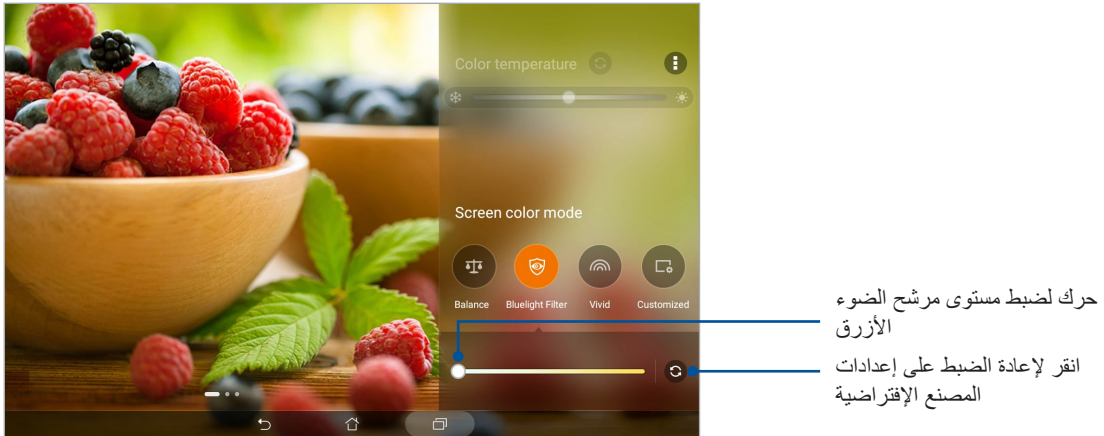 Color temperature
Screen color mode
Balance
Bluelight Filter
Vivid
Customized
حرك لضبط مستوى مرشح الضوء
الأزرق
انقر لإعادة الضبط على إعدادات
المصنع الإفتراضية